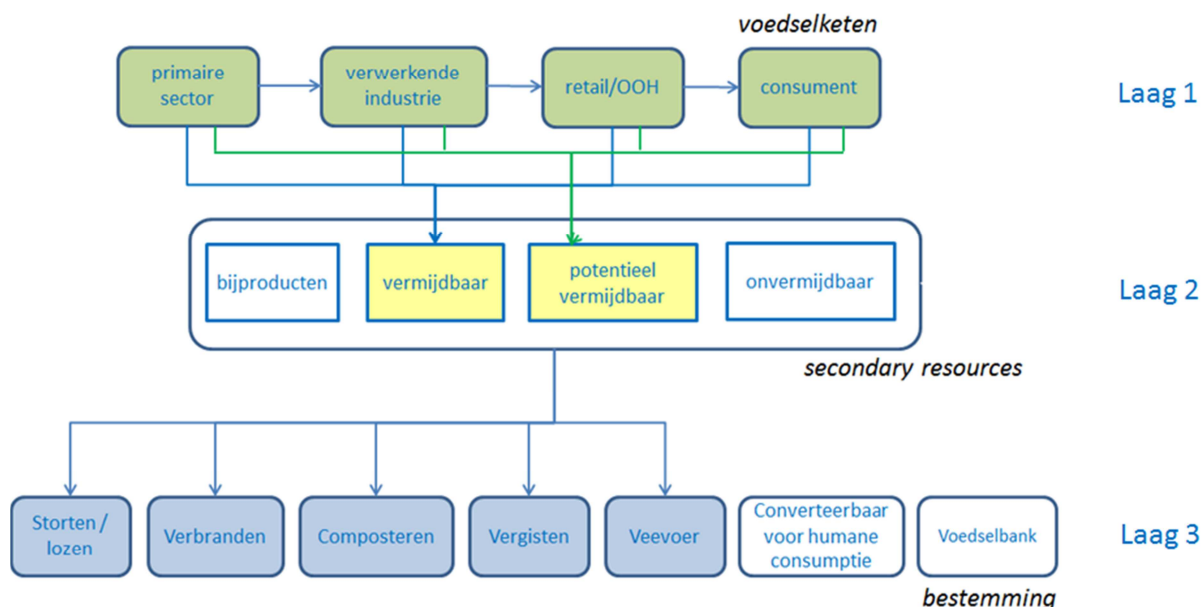 voedselketen
primaire
sector
verwerkende
industrie
retail/OOH
consument
Laag 1
bijproducten
vermijdbaar
potentieel
vermijdbaar
onvermijdbaar
Laag 2
secondary resources
Storten /
lozen
Verbranden
Composteren
Vergisten
Veevoer
Converteerbaar
voor humane
consumptie
Voedselbank
Laag 3
bestemming